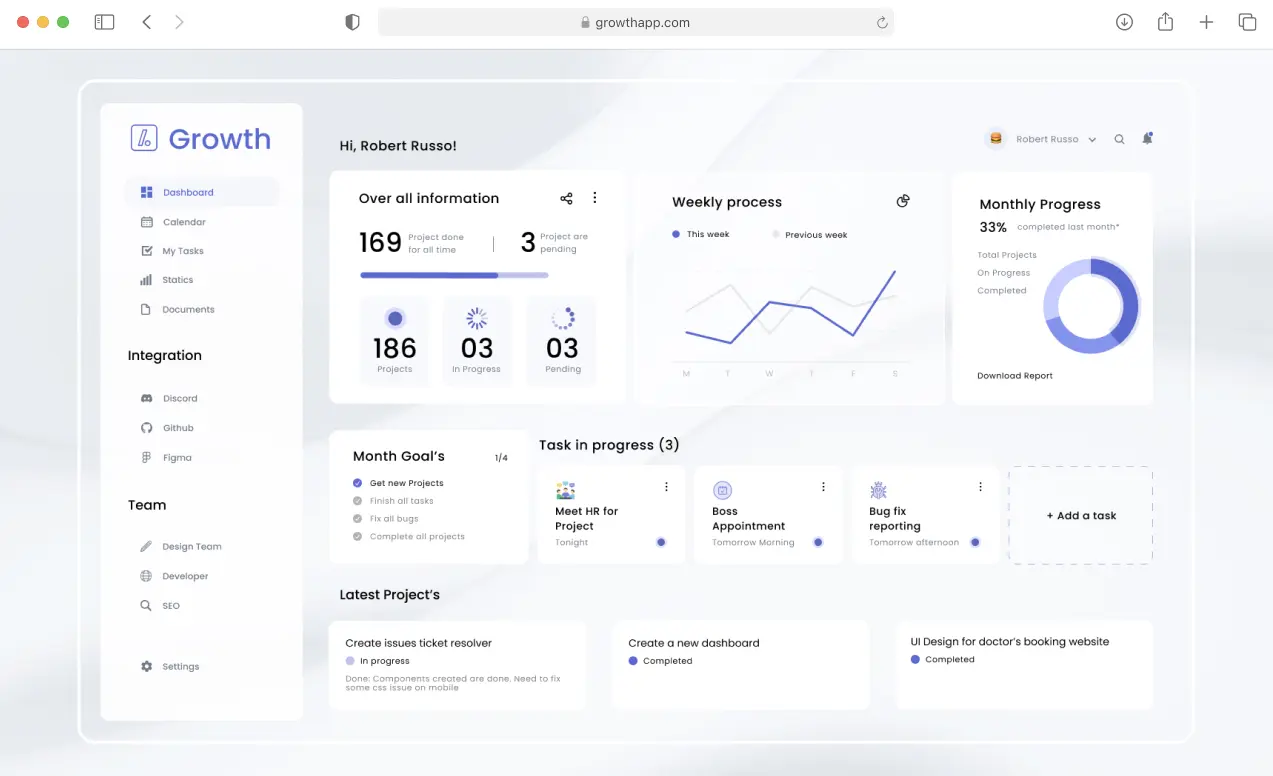 growthapp.com
Growth
Dashboard
Calendar
My Tasks
Statics
Documents
Integration
Discord
Github
Figma
Team
Design Team
Developer
SEO
Settings
Hi, Robert Russo!
Robert Russo
Over all information
169 Project done
for all time
3 Project are
pending
186
Projects
03
In Progress
03
Pending
Weekly process
This week
Previous week
M T W T F S
Monthly Progress
33% completed last month*
Total Projects
On Progress
Completed
Download Report
Month Goal's 1/4
Get new Projects
Finish all tasks
Fix all bugs
Complete all projects
Task in progress (3)
Meet HR for
Project
Tonight
Boss
Appointment
Tomorrow Morning
Bug fix
reporting
Tomorrow afternoon
+ Add a task
Latest Project's
Create issues ticket resolver
In progress
Done: Components created are done. Need to fix
some css issue on mobile
Create a new dashboard
Completed
UI Design for doctor's booking website
Completed